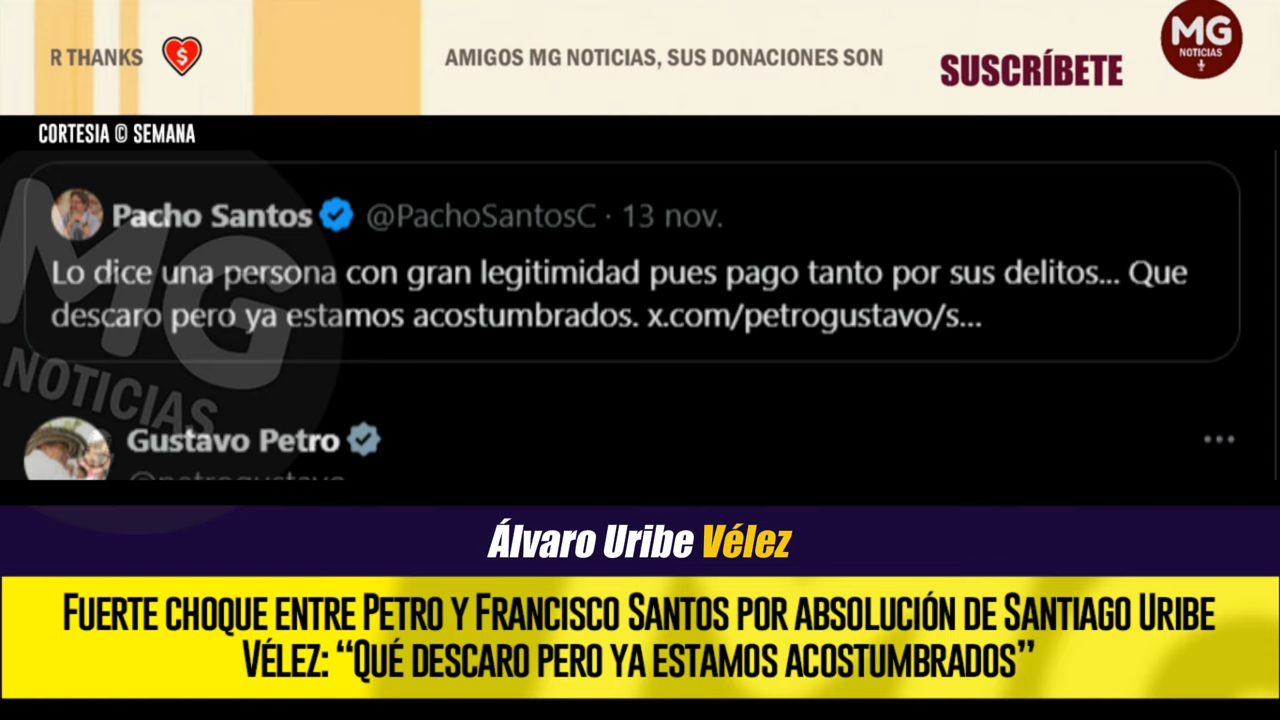 R THANKS
AMIGOS MG NOTICIAS, SUS DONACIONES SON
SUSCRÍBETE
MG
NOTICIAS
CORTESIA © SEMANA
Pacho Santos @PachoSantosC · 13 nov.
Lo dice una persona con gran legitimidad pues pago tanto por sus delitos... Que
descaro pero ya estamos acostumbrados. x.com/petrogustavo/s...
MG
NOTICIAS
Gustavo Petro
@petrogustavo
Álvaro Uribe Vélez
FUERTE CHOQUE ENTRE PETRO Y FRANCISCO SANTOS POR ABSOLUCIÓN DE SANTIAGO URIBE
VÉLEZ: “QUÉ DESCARO PERO YA ESTAMOS ACOSTUMBRADOS”